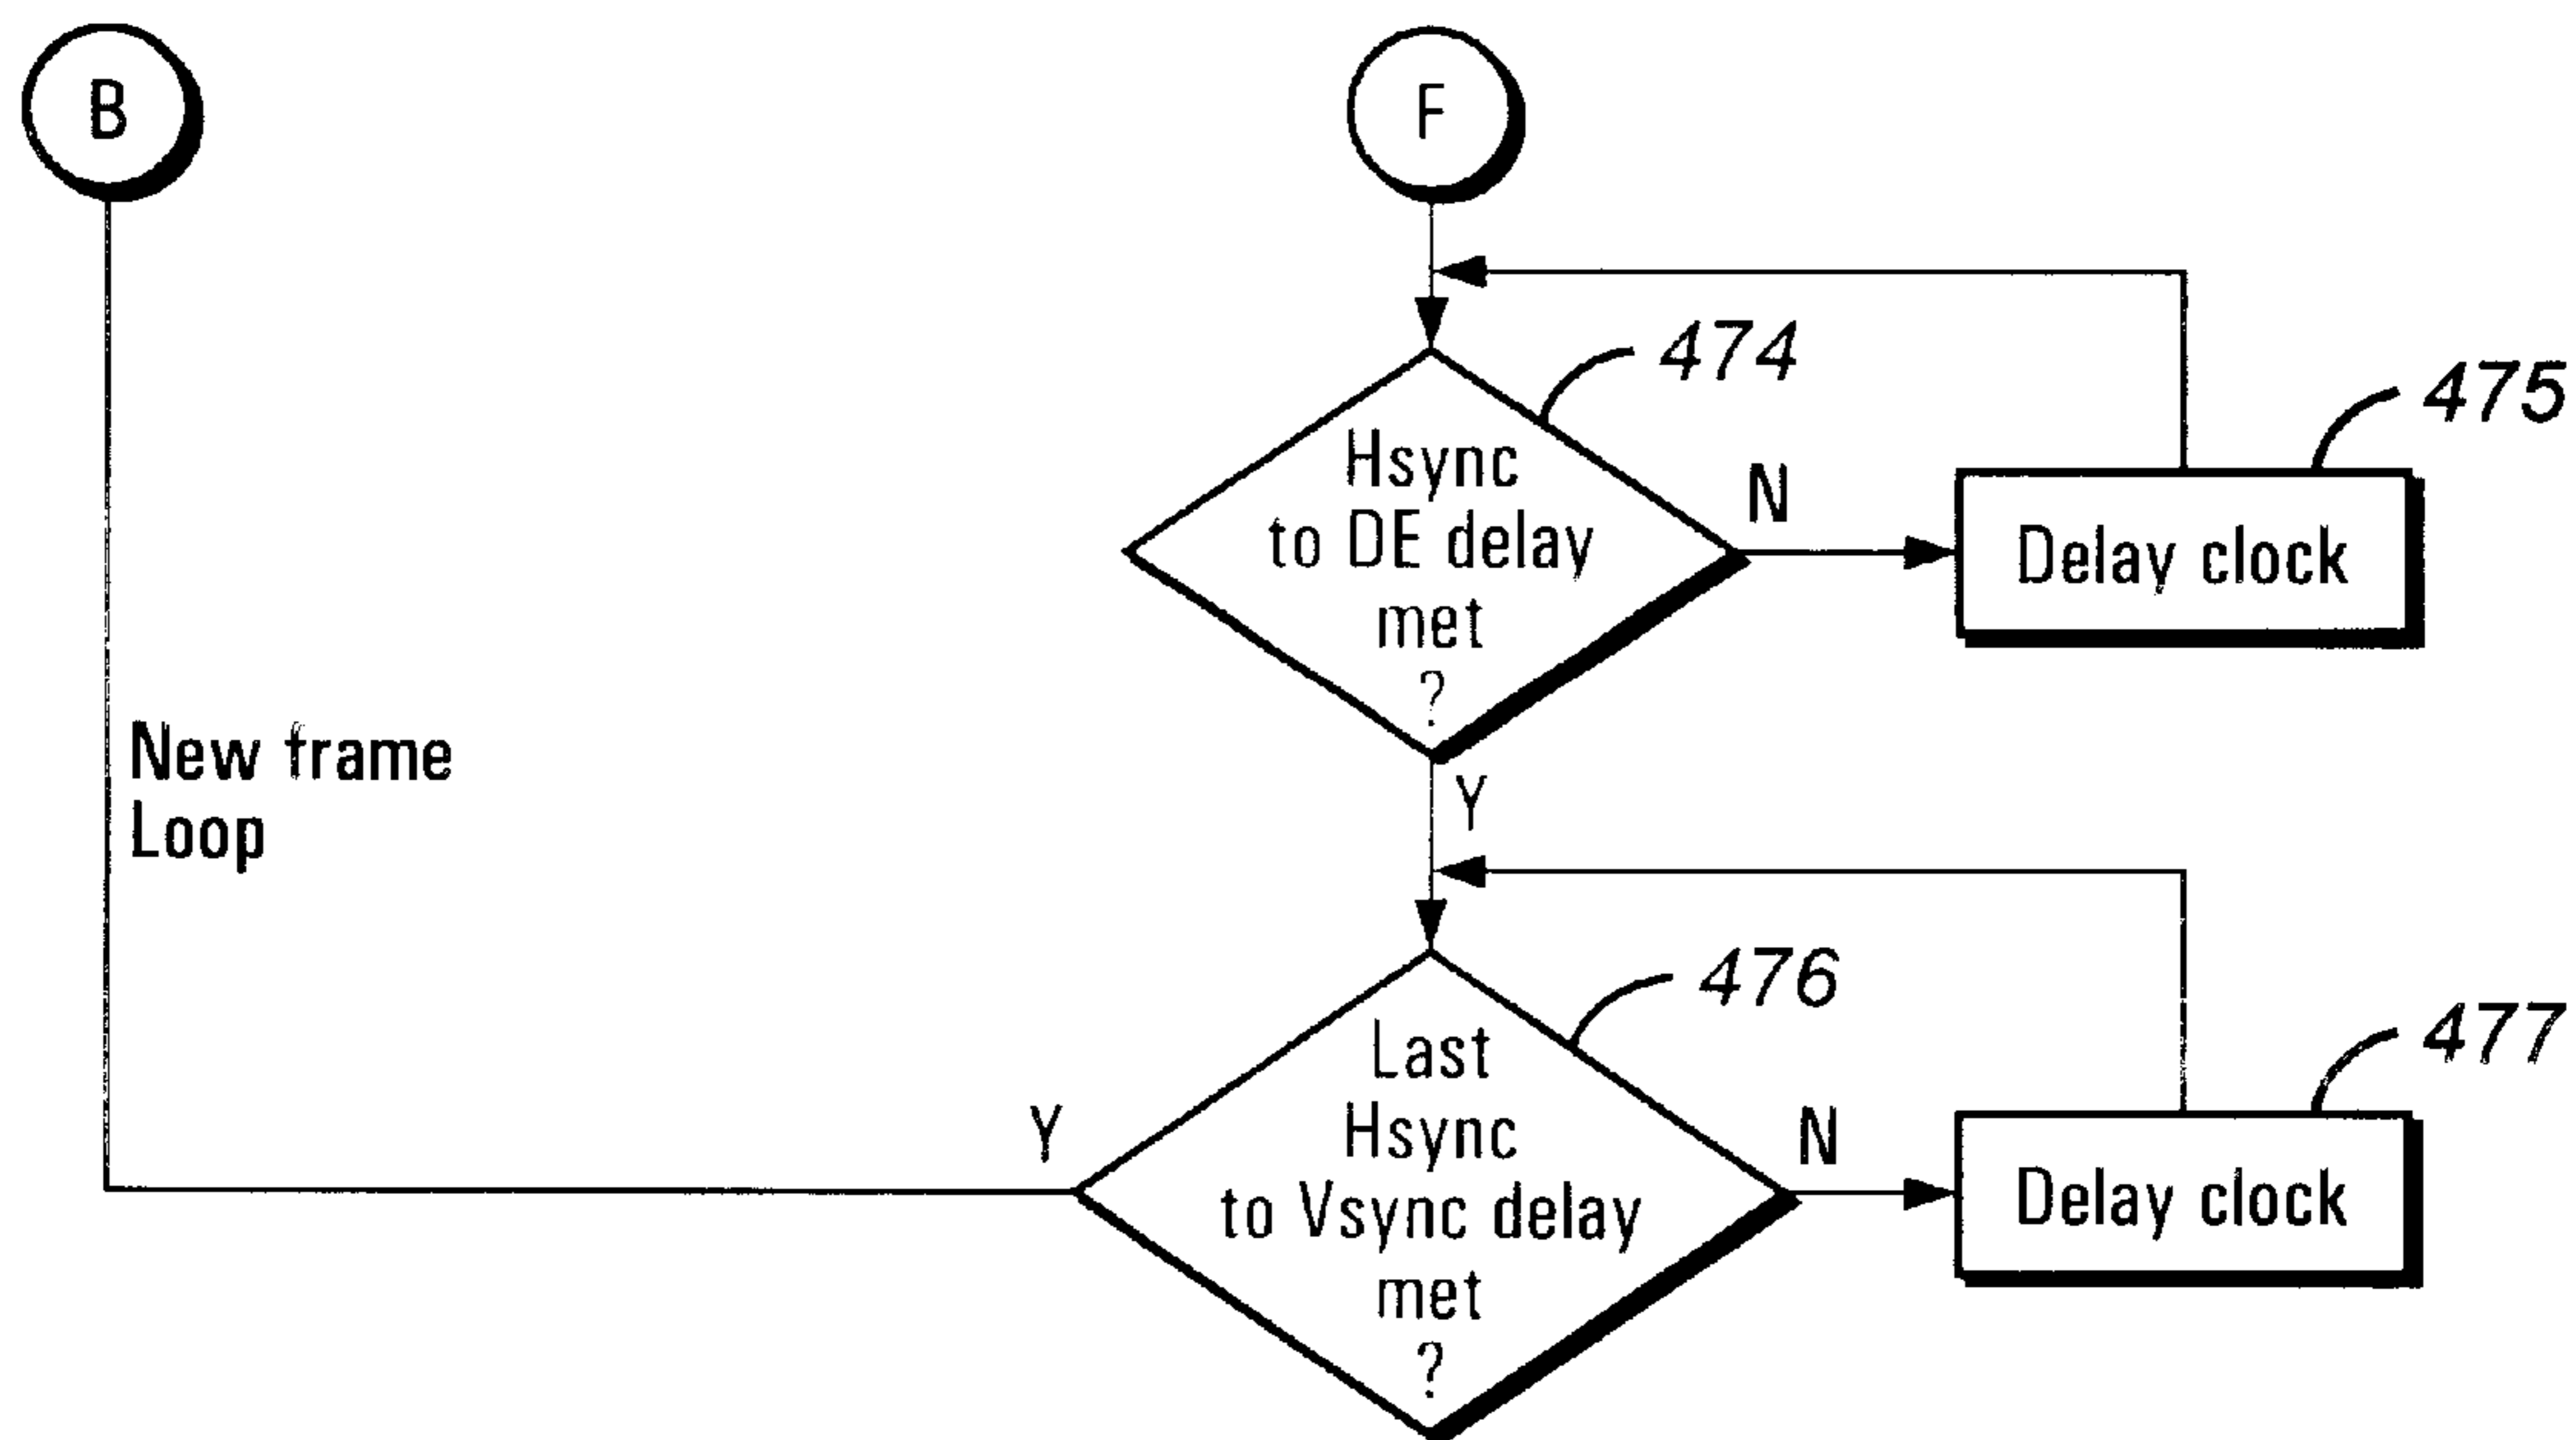 B
F
474
475
Hsync
to DE delay
met
?
N
Delay clock
New frame
Loop
Y
476
477
Last
Hsync
to Vsync delay
met
?
Y
N
Delay clock